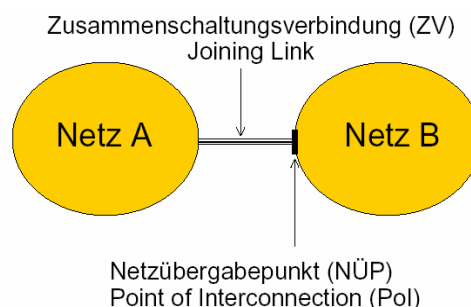 Zusammenschaltungsverbindung (ZV)
Joining Link
Netz A
Netz B
Netzübergabepunkt (NÜP)
Point of Interconnection (PoI)